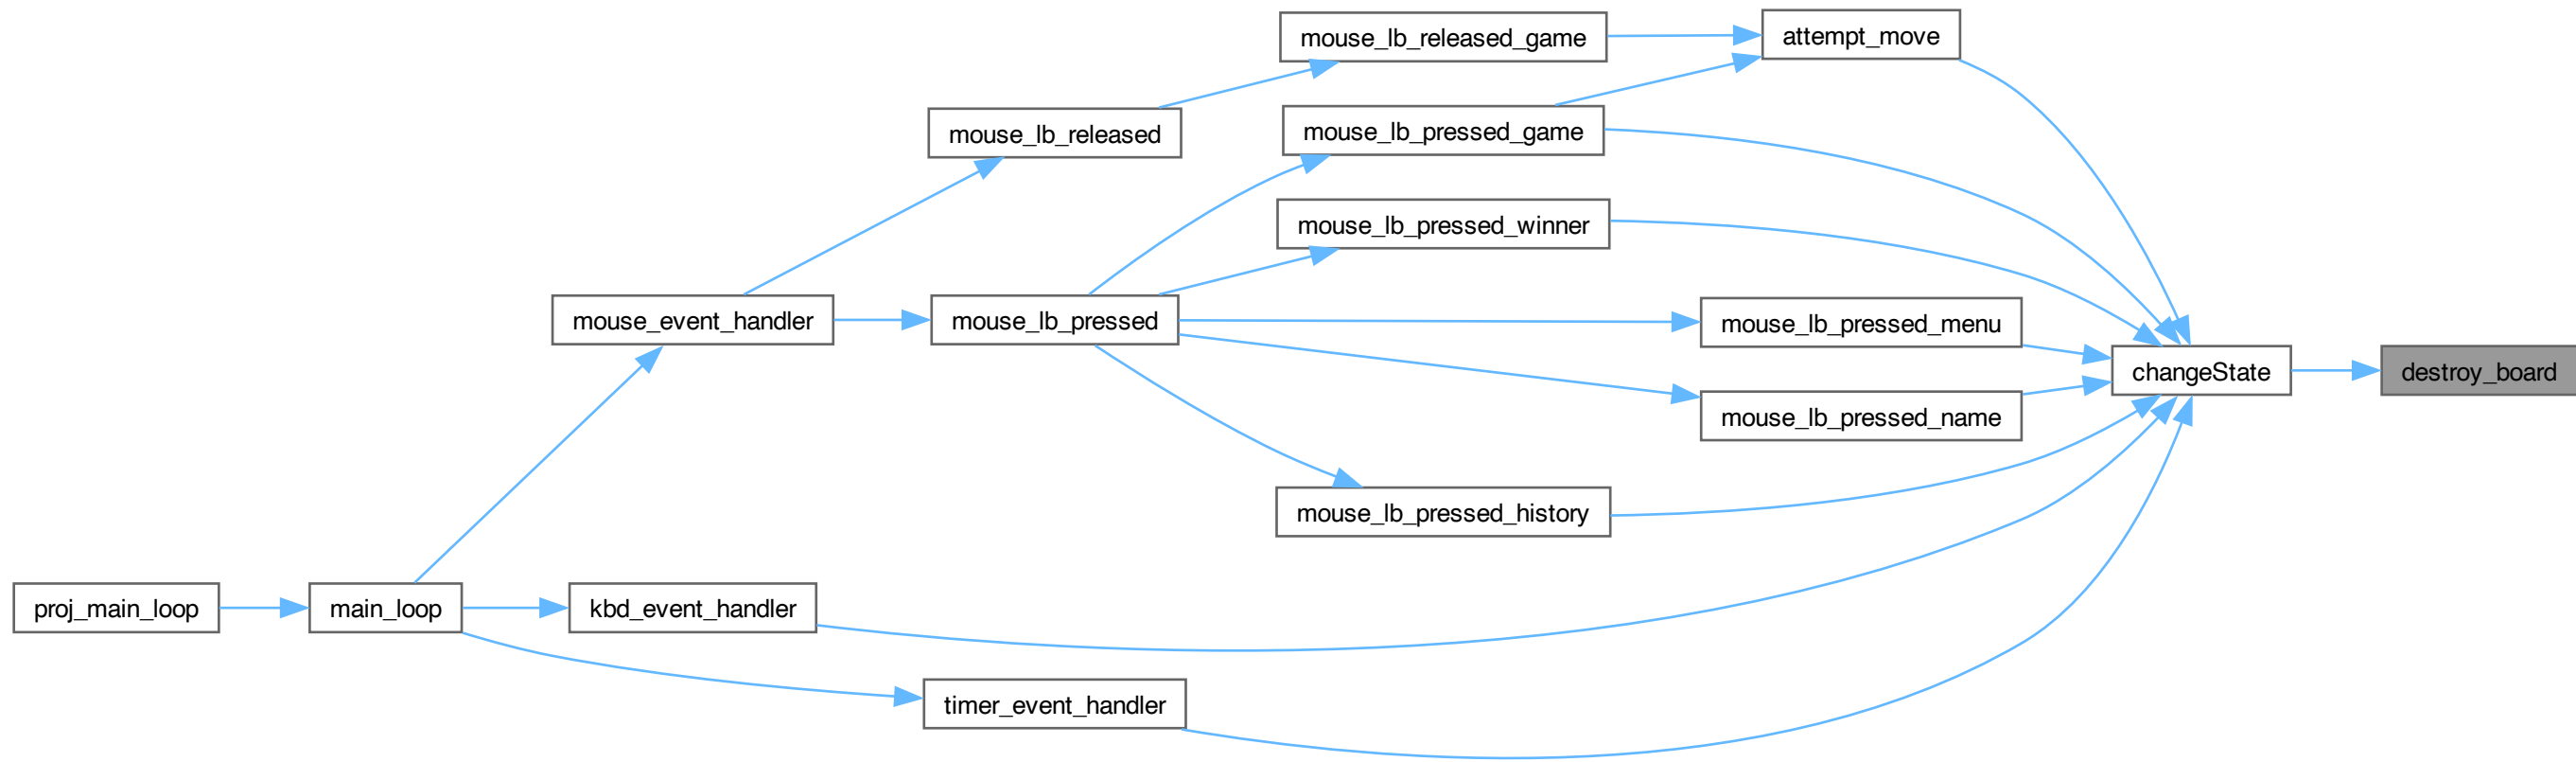 mouse_lb_released_game
attempt_move
mouse_lb_released
mouse_lb_pressed_game
mouse_lb_pressed_winner
mouse_event_handler
mouse_lb_pressed
mouse_lb_pressed_menu
changeState
destroy_board
mouse_lb_pressed_name
mouse_lb_pressed_history
proj_main_loop
main_loop
kbd_event_handler
timer_event_handler